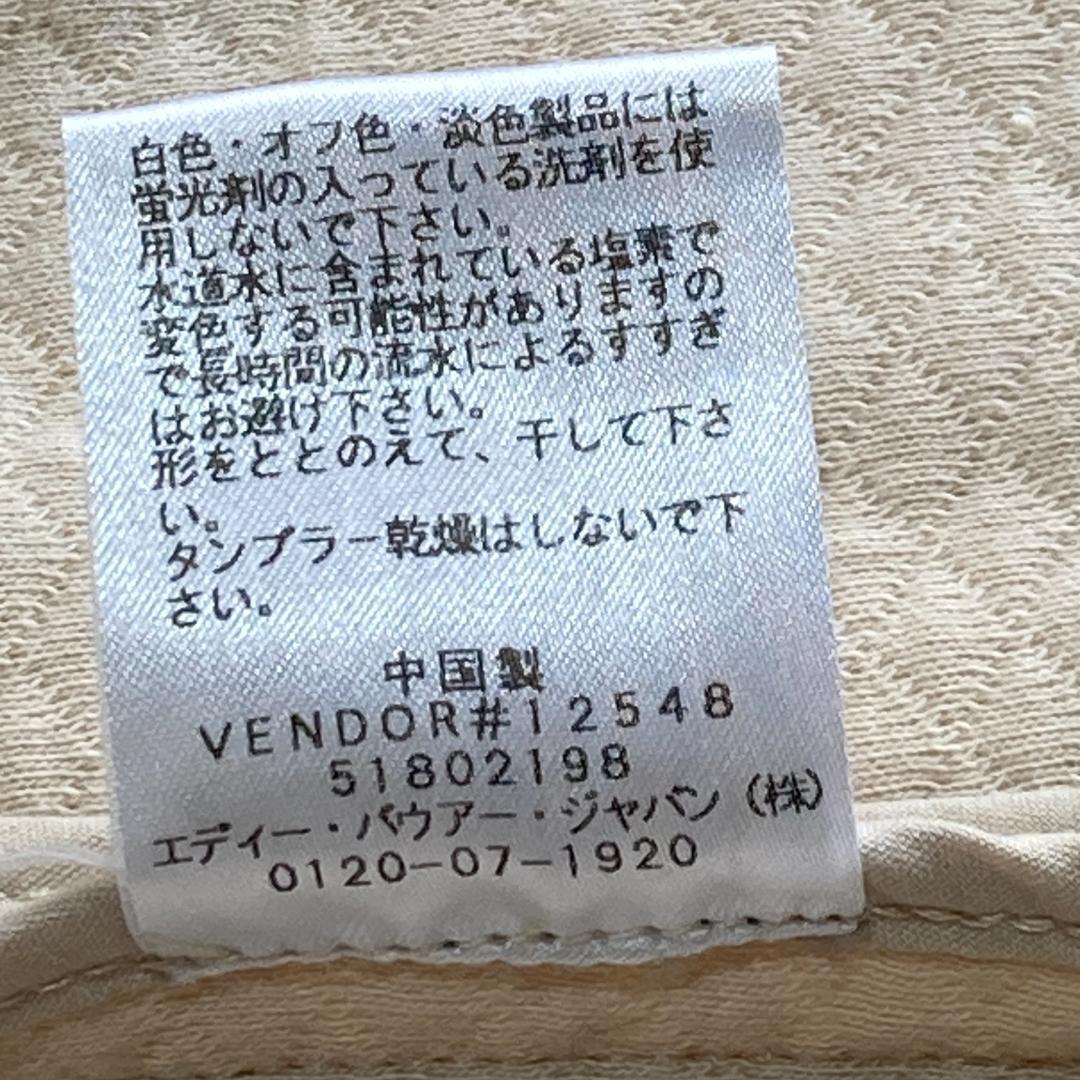 白色・オフ色・淡色製品には
蛍光剤の入っている洗剤を使
用しないで下さい。
水道水に含まれている塩素で
変色する可能性がありますの
で長時間の流水によるすすぎ
はお避け下さい。
形をととのえて、干して下さ
い。
タンブラー乾燥はしないで下
さい。
中国製
VENDOR#12548
51802198
エディー・バウアー・ジャパン（株）
0120-07-1920